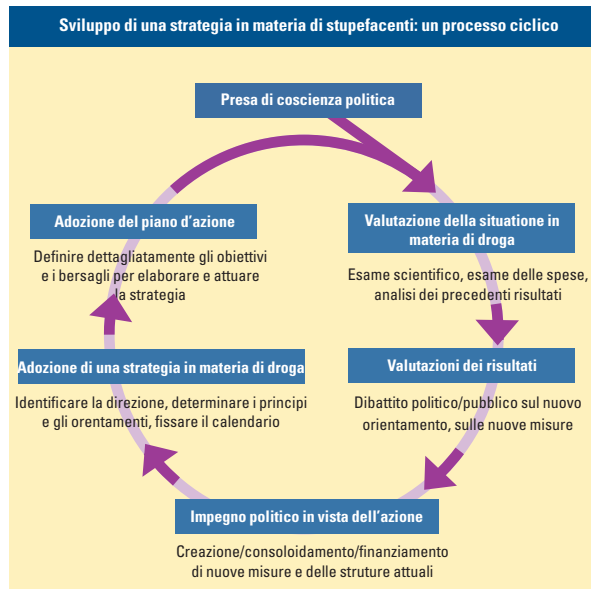 Sviluppo di una strategia in materia di stupefacenti: un processo ciclico
Presa di coscienza politica
Valutazione della situatione in
materia di droga
Esame scientifico, esame delle spese,
analisi dei precedenti risultati
Valutazioni dei risultati
Dibattito politico/pubblico sul nuovo
orientamento, sulle nuove misure
Impegno politico in vista dell'azione
Creazione/consoloidamento/finanziamento
di nuove misure e delle struture attuali
Adozione di una strategia in materia di droga
Identificare la direzione, determinare i principi
e gli orentamenti, fissare il calendario
Adozione del piano d'azione
Definire dettagliatamente gli obiettivi
e i bersagli per elaborare e attuare
la strategia